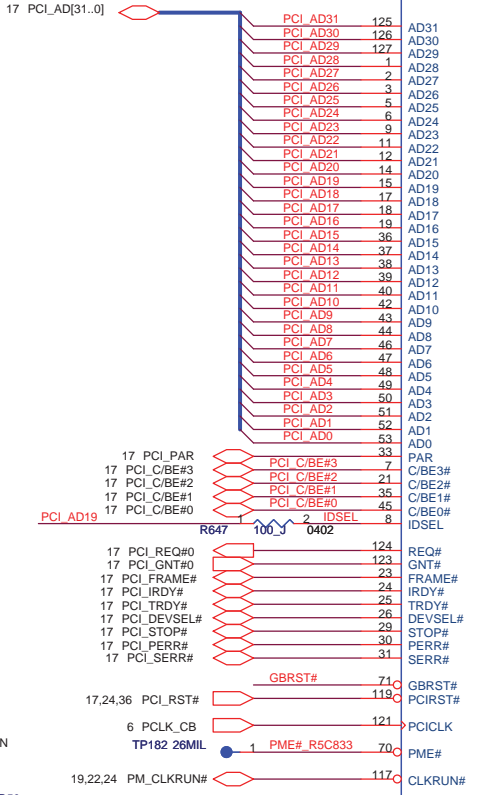 17 PCI_AD[31..0]
PCI_AD31 125 AD31
PCI_AD30 126 AD30
PCI_AD29 127 AD29
PCI_AD28 1 AD28
PCI_AD27 2 AD27
PCI_AD26 3 AD26
PCI_AD25 5 AD25
PCI_AD24 6 AD24
PCI_AD23 9 AD23
PCI_AD22 11 AD22
PCI_AD21 12 AD21
PCI_AD20 14 AD20
PCI_AD19 15 AD19
PCI_AD18 17 AD18
PCI_AD17 18 AD17
PCI_AD16 19 AD16
PCI_AD15 36 AD15
PCI_AD14 37 AD14
PCI_AD13 38 AD13
PCI_AD12 39 AD12
PCI_AD11 40 AD11
PCI_AD10 42 AD10
PCI_AD9 43 AD9
PCI_AD8 44 AD8
PCI_AD7 46 AD7
PCI_AD6 47 AD6
PCI_AD5 48 AD5
PCI_AD4 49 AD4
PCI_AD3 50 AD3
PCI_AD2 51 AD2
PCI_AD1 52 AD1
PCI_AD0 53 AD0
17 PCI_PAR 33 PAR
17 PCI_C/BE#3 PCI_C/BE#3 7 C/BE3#
17 PCI_C/BE#2 PCI_C/BE#2 21 C/BE2#
17 PCI_C/BE#1 PCI_C/BE#1 35 C/BE1#
17 PCI_C/BE#0 PCI_C/BE#0 45 C/BE0#
PCI_AD19 1 2 IDSEL 8 IDSEL
R647 100_J 0402
17 PCI_REQ#0 124 REQ#
17 PCI_GNT#0 123 GNT#
17 PCI_FRAME# 23 FRAME#
17 PCI_IRDY# 24 IRDY#
17 PCI_TRDY# 25 TRDY#
17 PCI_DEVSEL# 26 DEVSEL#
17 PCI_STOP# 29 STOP#
17 PCI_PERR# 30 PERR#
17 PCI_SERR# 31 SERR#
GBRST# 71 GBRST#
17,24,36 PCI_RST# 119 PCIRST#
6 PCLK_CB 121 PCICLK
N
TP182 26MIL 1 PME#_R5C833 70 PME#
19,22,24 PM_CLKRUN# 117 CLKRUN#